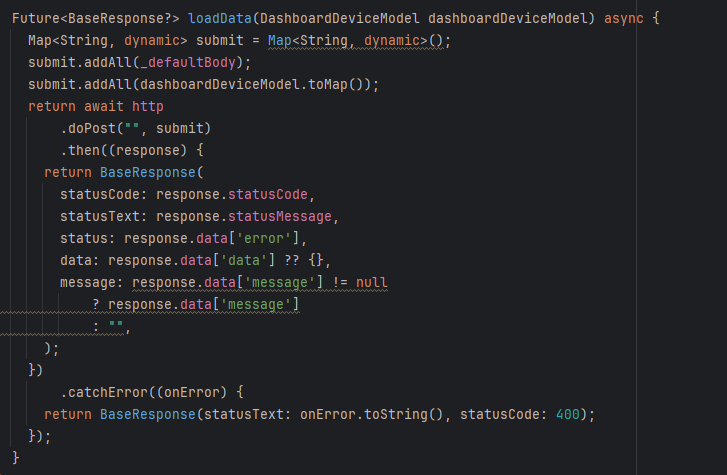 Future<BaseResponse?> loadData(DashboardDeviceModel dashboardDeviceModel) async {
  Map<String, dynamic> submit = Map<String, dynamic>();
  submit.addAll(_defaultBody);
  submit.addAll(dashboardDeviceModel.toMap());
  return await http
      .doPost("", submit)
      .then((response) {
    return BaseResponse(
      statusCode: response.statusCode,
      statusText: response.statusMessage,
      status: response.data['error'],
      data: response.data['data'] ?? {},
      message: response.data['message'] != null
          ? response.data['message']
          : "",
    );
  })
      .catchError((onError) {
    return BaseResponse(statusText: onError.toString(), statusCode: 400);
  });
}